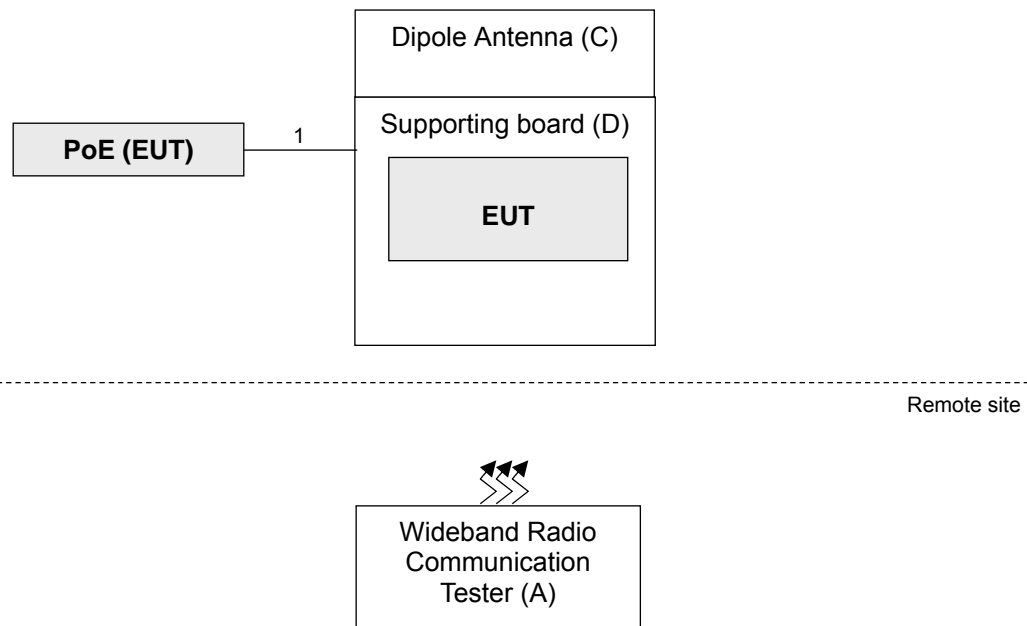 Dipole Antenna (C)
Supporting board (D)
PoE (EUT)
1
EUT
Remote site
Wideband Radio
Communication
Tester (A)